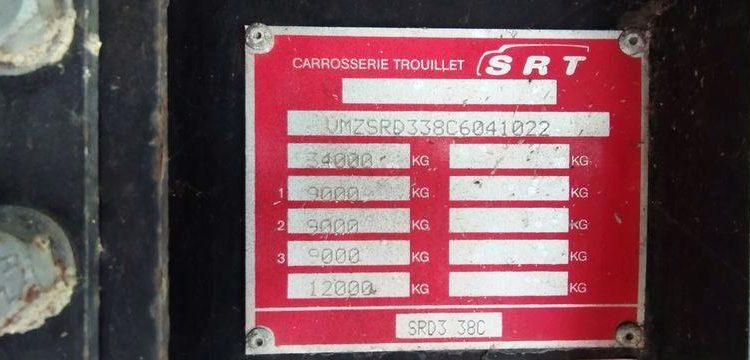 CARROSSERIE TROUILLET SRT
VMZSRD338C6041022
34000 KG KG
1 9000 KG KG
2 9000 KG KG
3 9000 KG KG
12000 KG KG
SRD3 38C